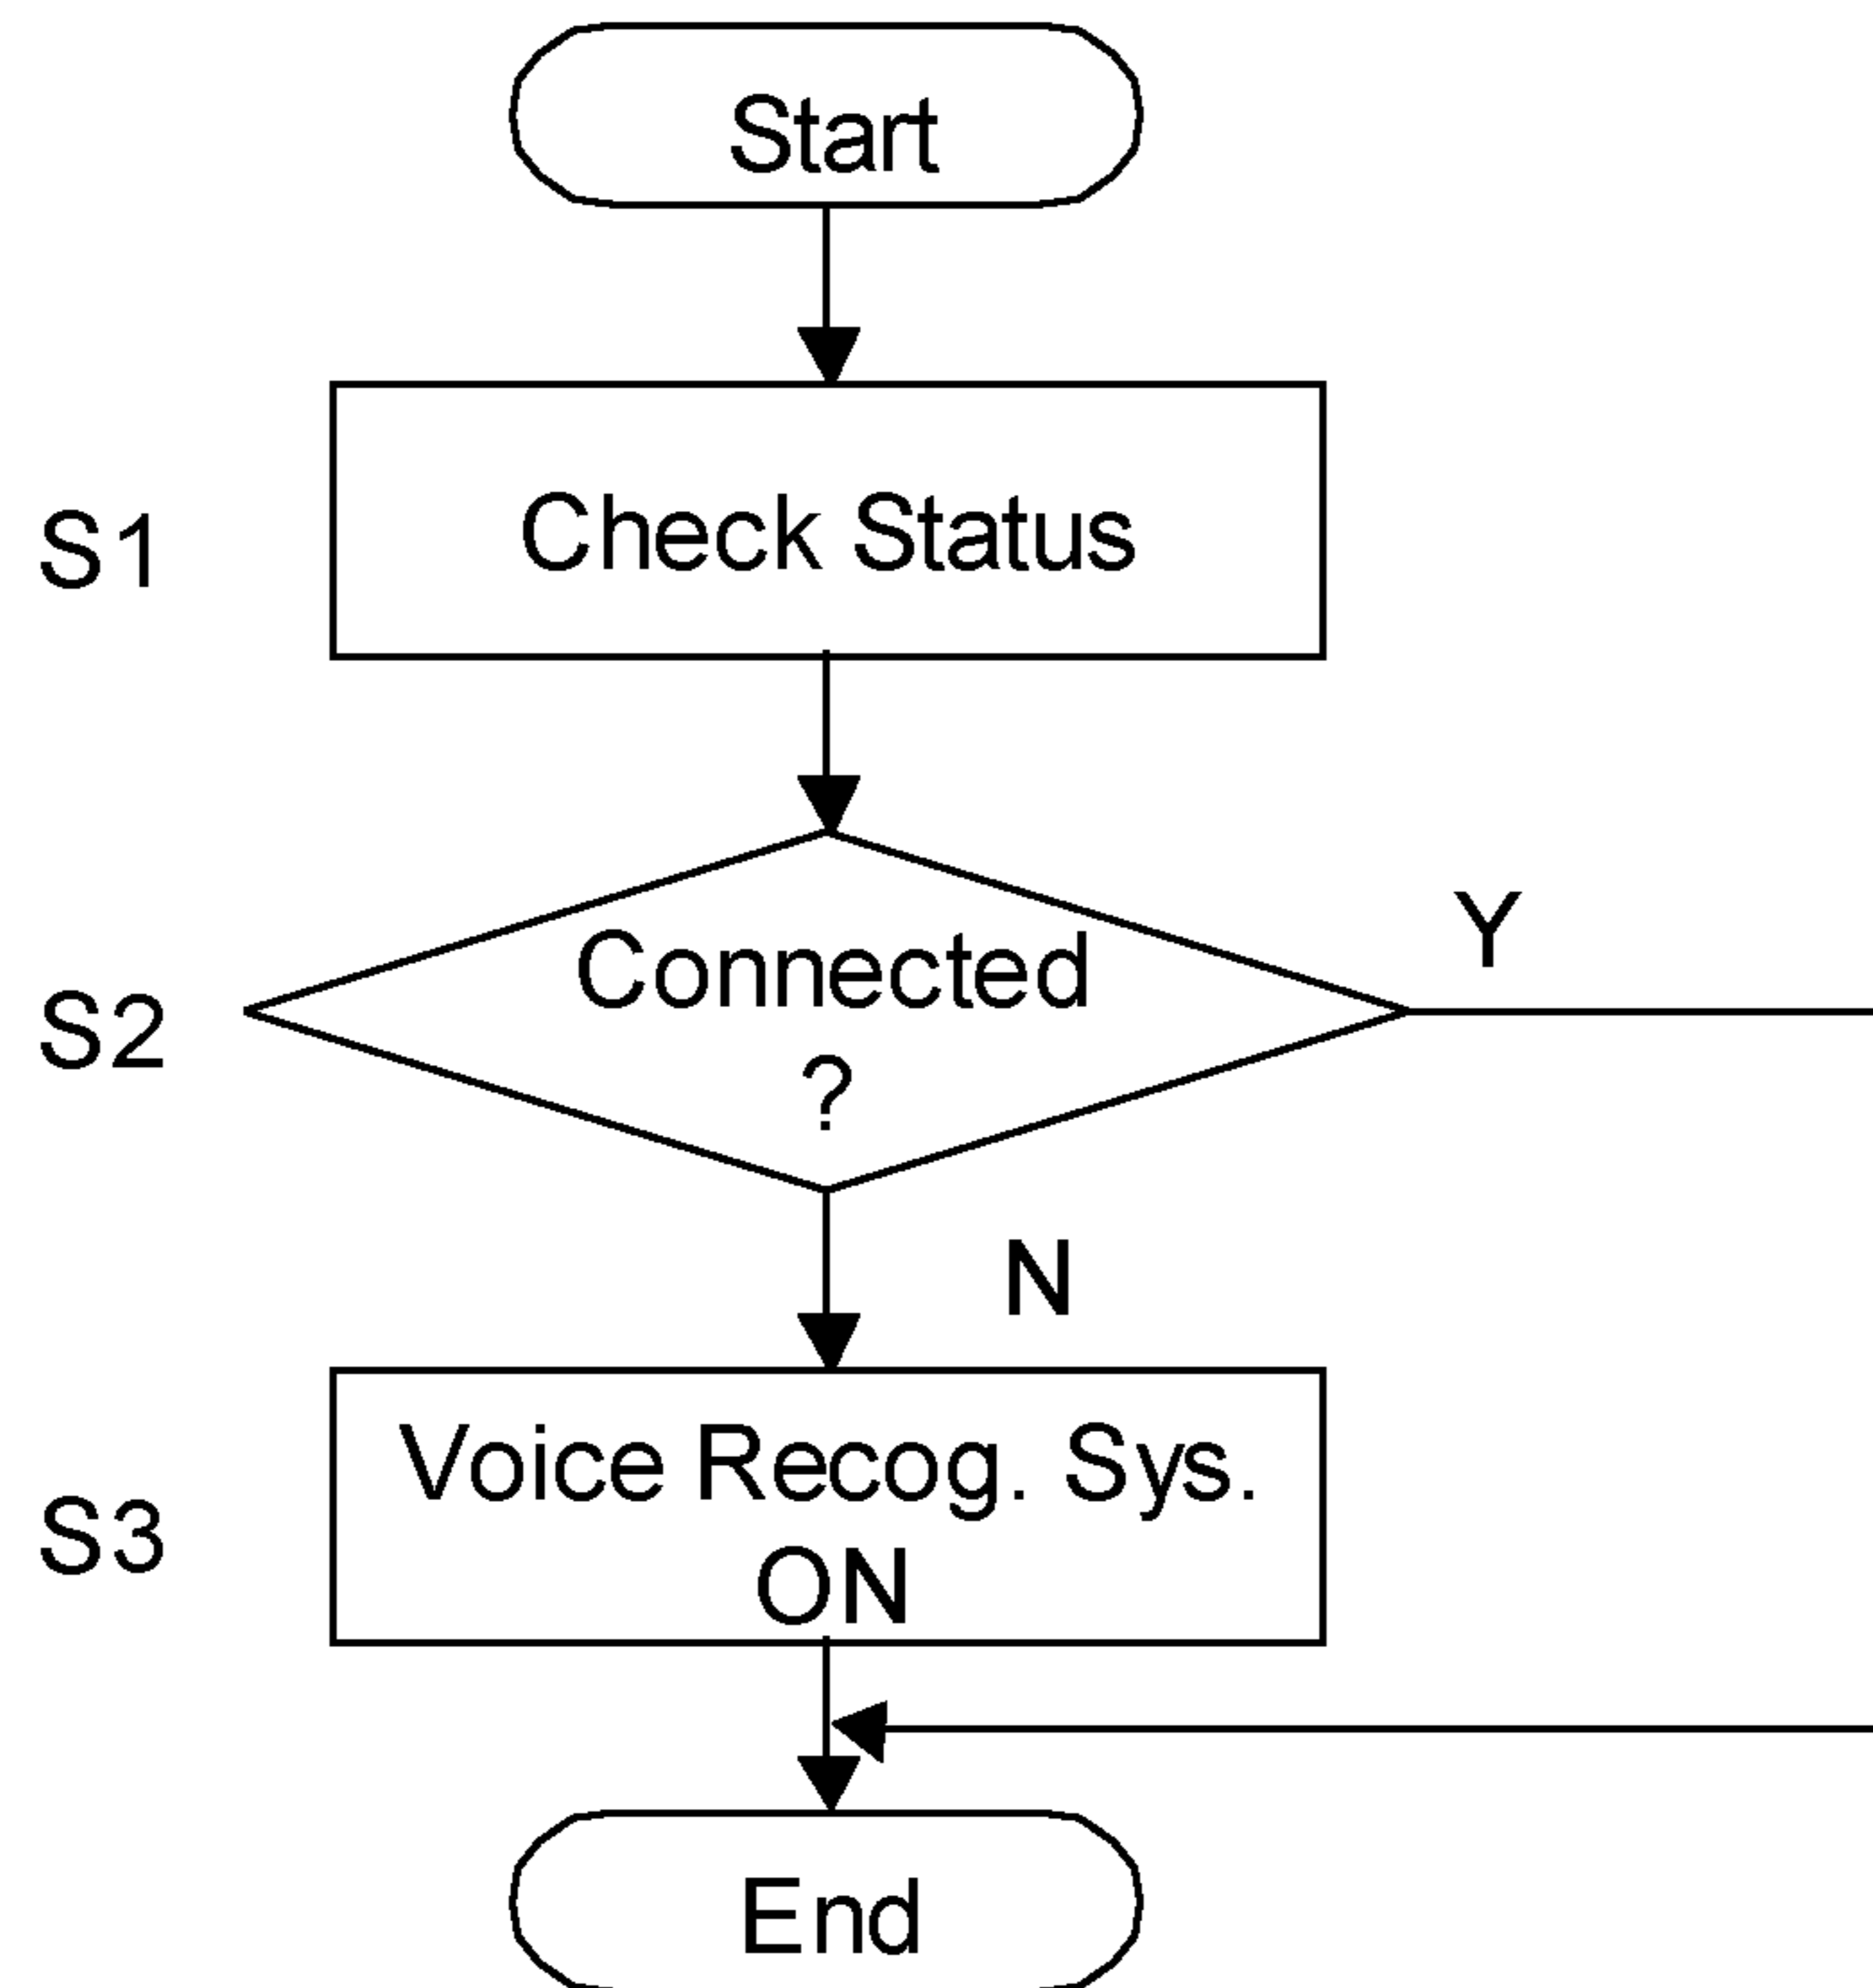 Start
S1
Check Status
S2
Connected
?
Y
N
S3
Voice Recog. Sys.
ON
End